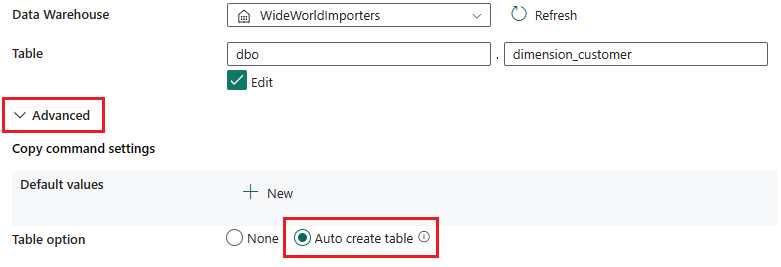 Data Warehouse WideWorldImporters Refresh
Table dbo . dimension_customer
Edit
Advanced
Copy command settings
Default values New
Table option None Auto create table